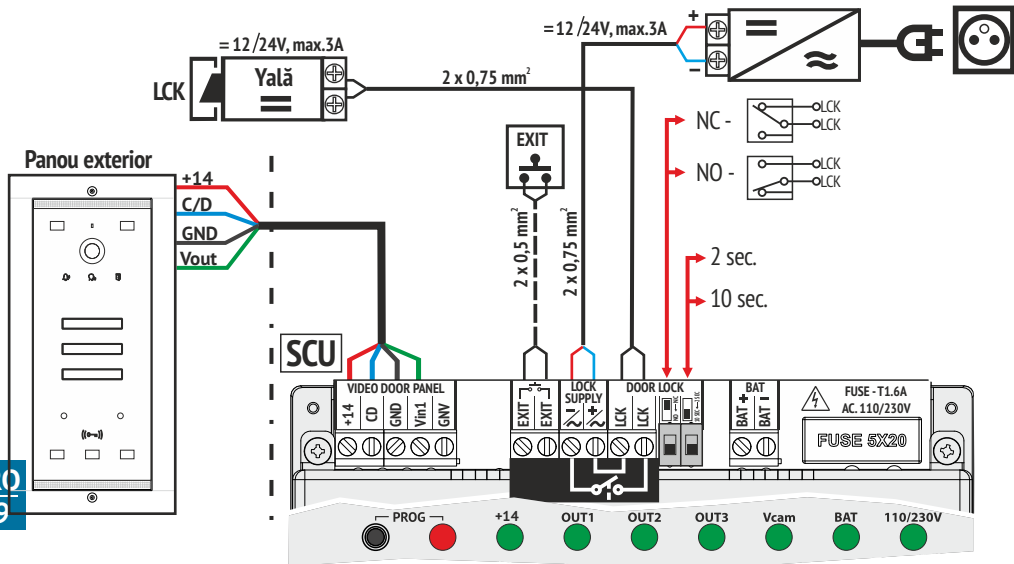 = 12/24V, max.3A
= 12/24V, max.3A
+
−
Yală
LCK
2 x 0,75 mm²
NC -
LCK
LCK
NO -
LCK
LCK
EXIT
2 x 0,5 mm²
2 x 0,75 mm²
2 sec.
10 sec.
Panou exterior
+14
C/D
GND
Vout
SCU
VIDEO DOOR PANEL
+14
CD
GND
Vin1
GNV
EXIT
EXIT
LOCK
SUPPLY
−
+
DOOR LOCK
LCK
LCK
BAT
BAT +
BAT −
FUSE - T1.6A
AC. 110/230V
FUSE 5X20
PROG
+14
OUT1
OUT2
OUT3
Vcam
BAT
110/230V